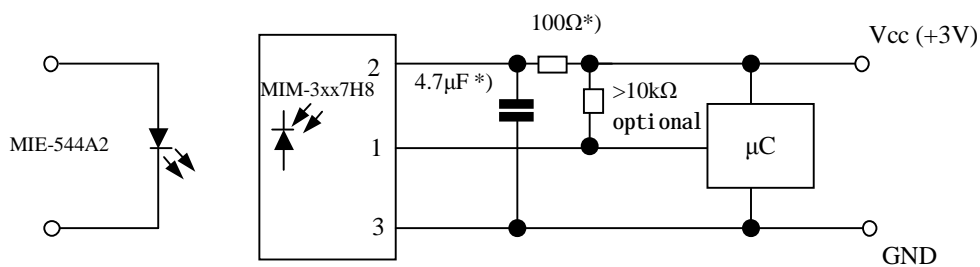 100Ω*)
Vcc (+3V)
2
4.7μF *)
MIM-3xx7H8
>10kΩ
optional
MIE-544A2
1
μC
3
GND